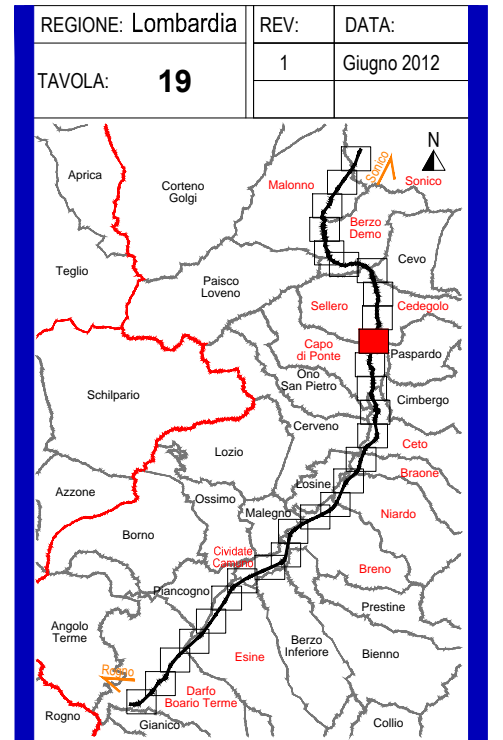 REGIONE: Lombardia
REV:
DATA:
TAVOLA: 19
1
Giugno 2012
N
Sonico
Aprica
Corteno
Golgi
Malonno
Sonico
Berzo
Demo
Cevo
Teglio
Paisco
Loveno
Sellero
Cedegolo
Capo
di Ponte
Paspardo
Ono
San Pietro
Schilpario
Cimbergo
Cerveno
Ceto
Lozio
Braone
Losine
Azzone
Ossimo
Malegno
Niardo
Borno
Cividate
Camuno
Breno
Piancogno
Prestine
Angolo
Terme
Berzo
Inferiore
Bienno
Esine
Rogno
Darfo
Boario Terme
Rogno
Gianico
Collio